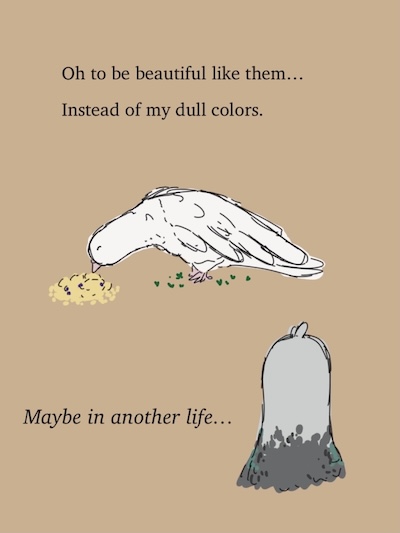 Oh to be beautiful like them…
Instead of my dull colors.
Maybe in another life…